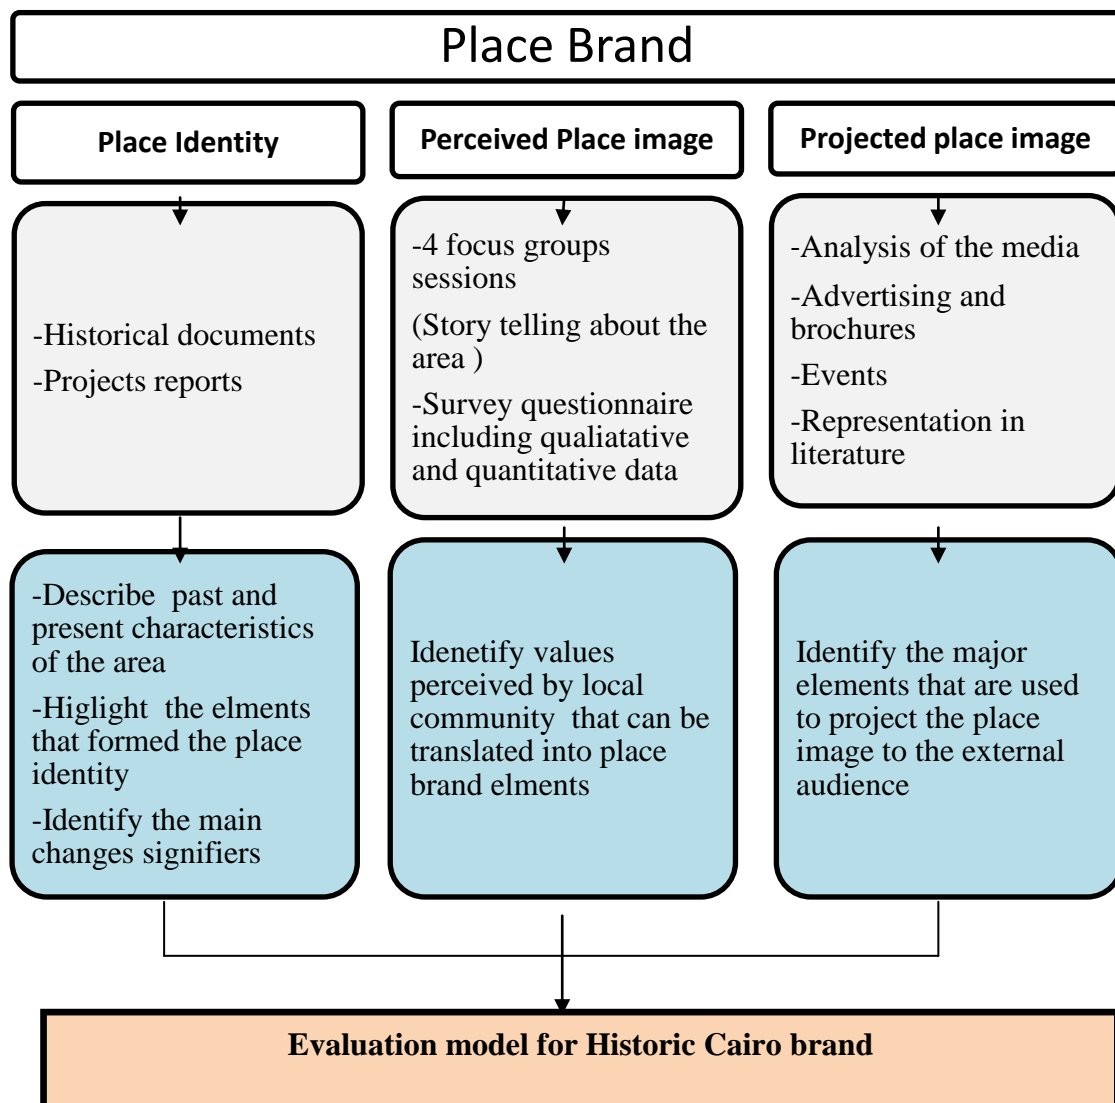 Place Brand
Place Identity
Perceived Place image
Projected place image
-Historical documents
-Projects reports
-4 focus groups
sessions
(Story telling about the
area )
-Survey questionnaire
including qualiatative
and quantitative data
-Analysis of the media
-Advertising and
brochures
-Events
-Representation in
literature
-Describe  past and
present characteristics
of the area
-Higlight  the elments
that formed the place
identity
-Identify the main
changes signifiers
Idenetify values
perceived by local
community  that can be
translated into place
brand elments
Identify the major
elements that are used
to project the place
image to the external
audience
Evaluation model for Historic Cairo brand